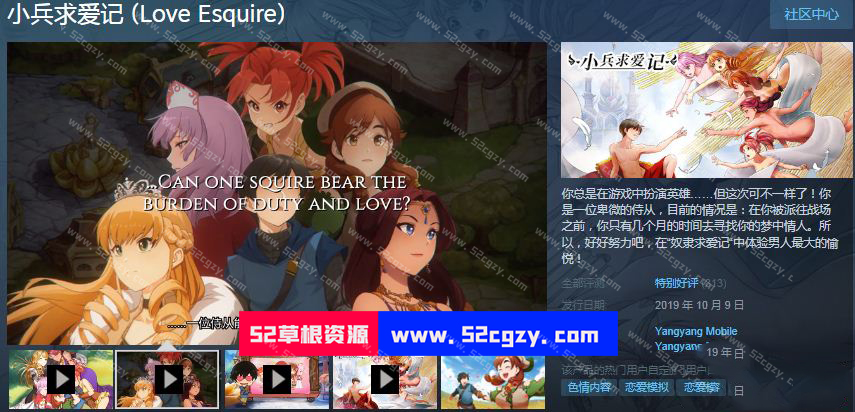 小兵求爱记 (Love Esquire)
社区中心
...CAN ONE SQUIRE BEAR THE
BURDEN OF DUTY AND LOVE?
......一位侍从能
小兵求爱记
你总是在游戏中扮演英雄……但这次可不一样了！你
是一位卑微的侍从，目前的情况是：在你被派往战场
之前，你只有几个月的时间去寻找你的梦中情人。所
以，好好努力吧，在“奴隶求爱记”中体验男人最大的愉
悦！
全部评测:
特别好评
发行日期:
2019 年 10 月 9 日
Yangyang Mobile
Yangyang
19 年
日
该产品的热门用户自定义
用户
色情内容
恋爱模拟
恋爱
日
52草根资源
www.52cgzy.com